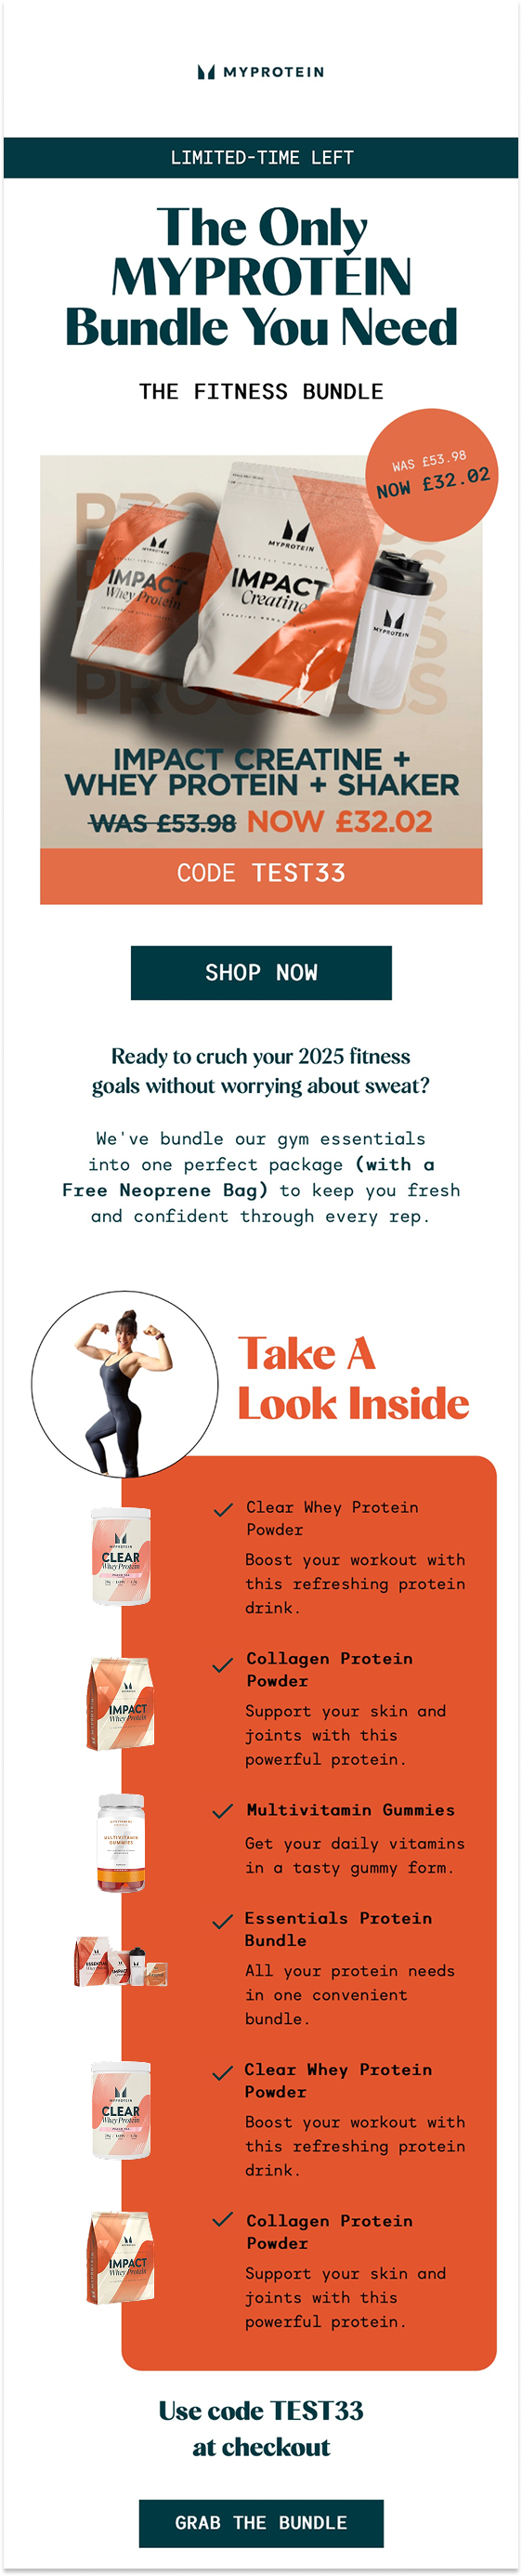 MYPROTEIN
LIMITED-TIME LEFT
The Only
MYPROTEIN
Bundle You Need
THE FITNESS BUNDLE
WAS £53.98
NOW £32.02
MYPROTEIN
IMPACT
Whey Protein
MYPROTEIN
IMPACT
Creatine
MYPROTEIN
IMPACT CREATINE +
WHEY PROTEIN + SHAKER
WAS £53.98 NOW £32.02
CODE TEST33
SHOP NOW
Ready to cruch your 2025 fitness
goals without worrying about sweat?
We've bundle our gym essentials
into one perfect package (with a
Free Neoprene Bag) to keep you fresh
and confident through every rep.
Take A
Look Inside
CLEAR
Whey Protein
Clear Whey Protein
Powder
Boost your workout with
this refreshing protein
drink.
IMPACT
Whey Protein
Collagen Protein
Powder
Support your skin and
joints with this
powerful protein.
MULTIVITAMIN
GUMMIES
Multivitamin Gummies
Get your daily vitamins
in a tasty gummy form.
Essentials Protein
Bundle
All your protein needs
in one convenient
bundle.
CLEAR
Whey Protein
Clear Whey Protein
Powder
Boost your workout with
this refreshing protein
drink.
IMPACT
Whey Protein
Collagen Protein
Powder
Support your skin and
joints with this
powerful protein.
Use code TEST33
at checkout
GRAB THE BUNDLE